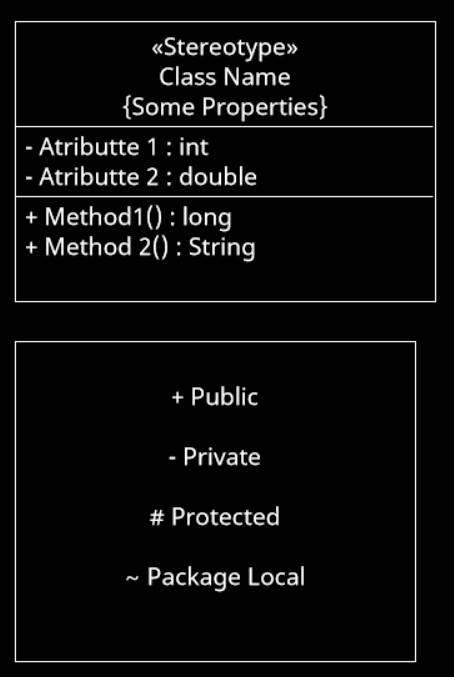 «Stereotype»
Class Name
{Some Properties}
- Atributte 1 : int
- Atributte 2 : double
+ Method1() : long
+ Method 2() : String
+ Public
- Private
# Protected
~ Package Local